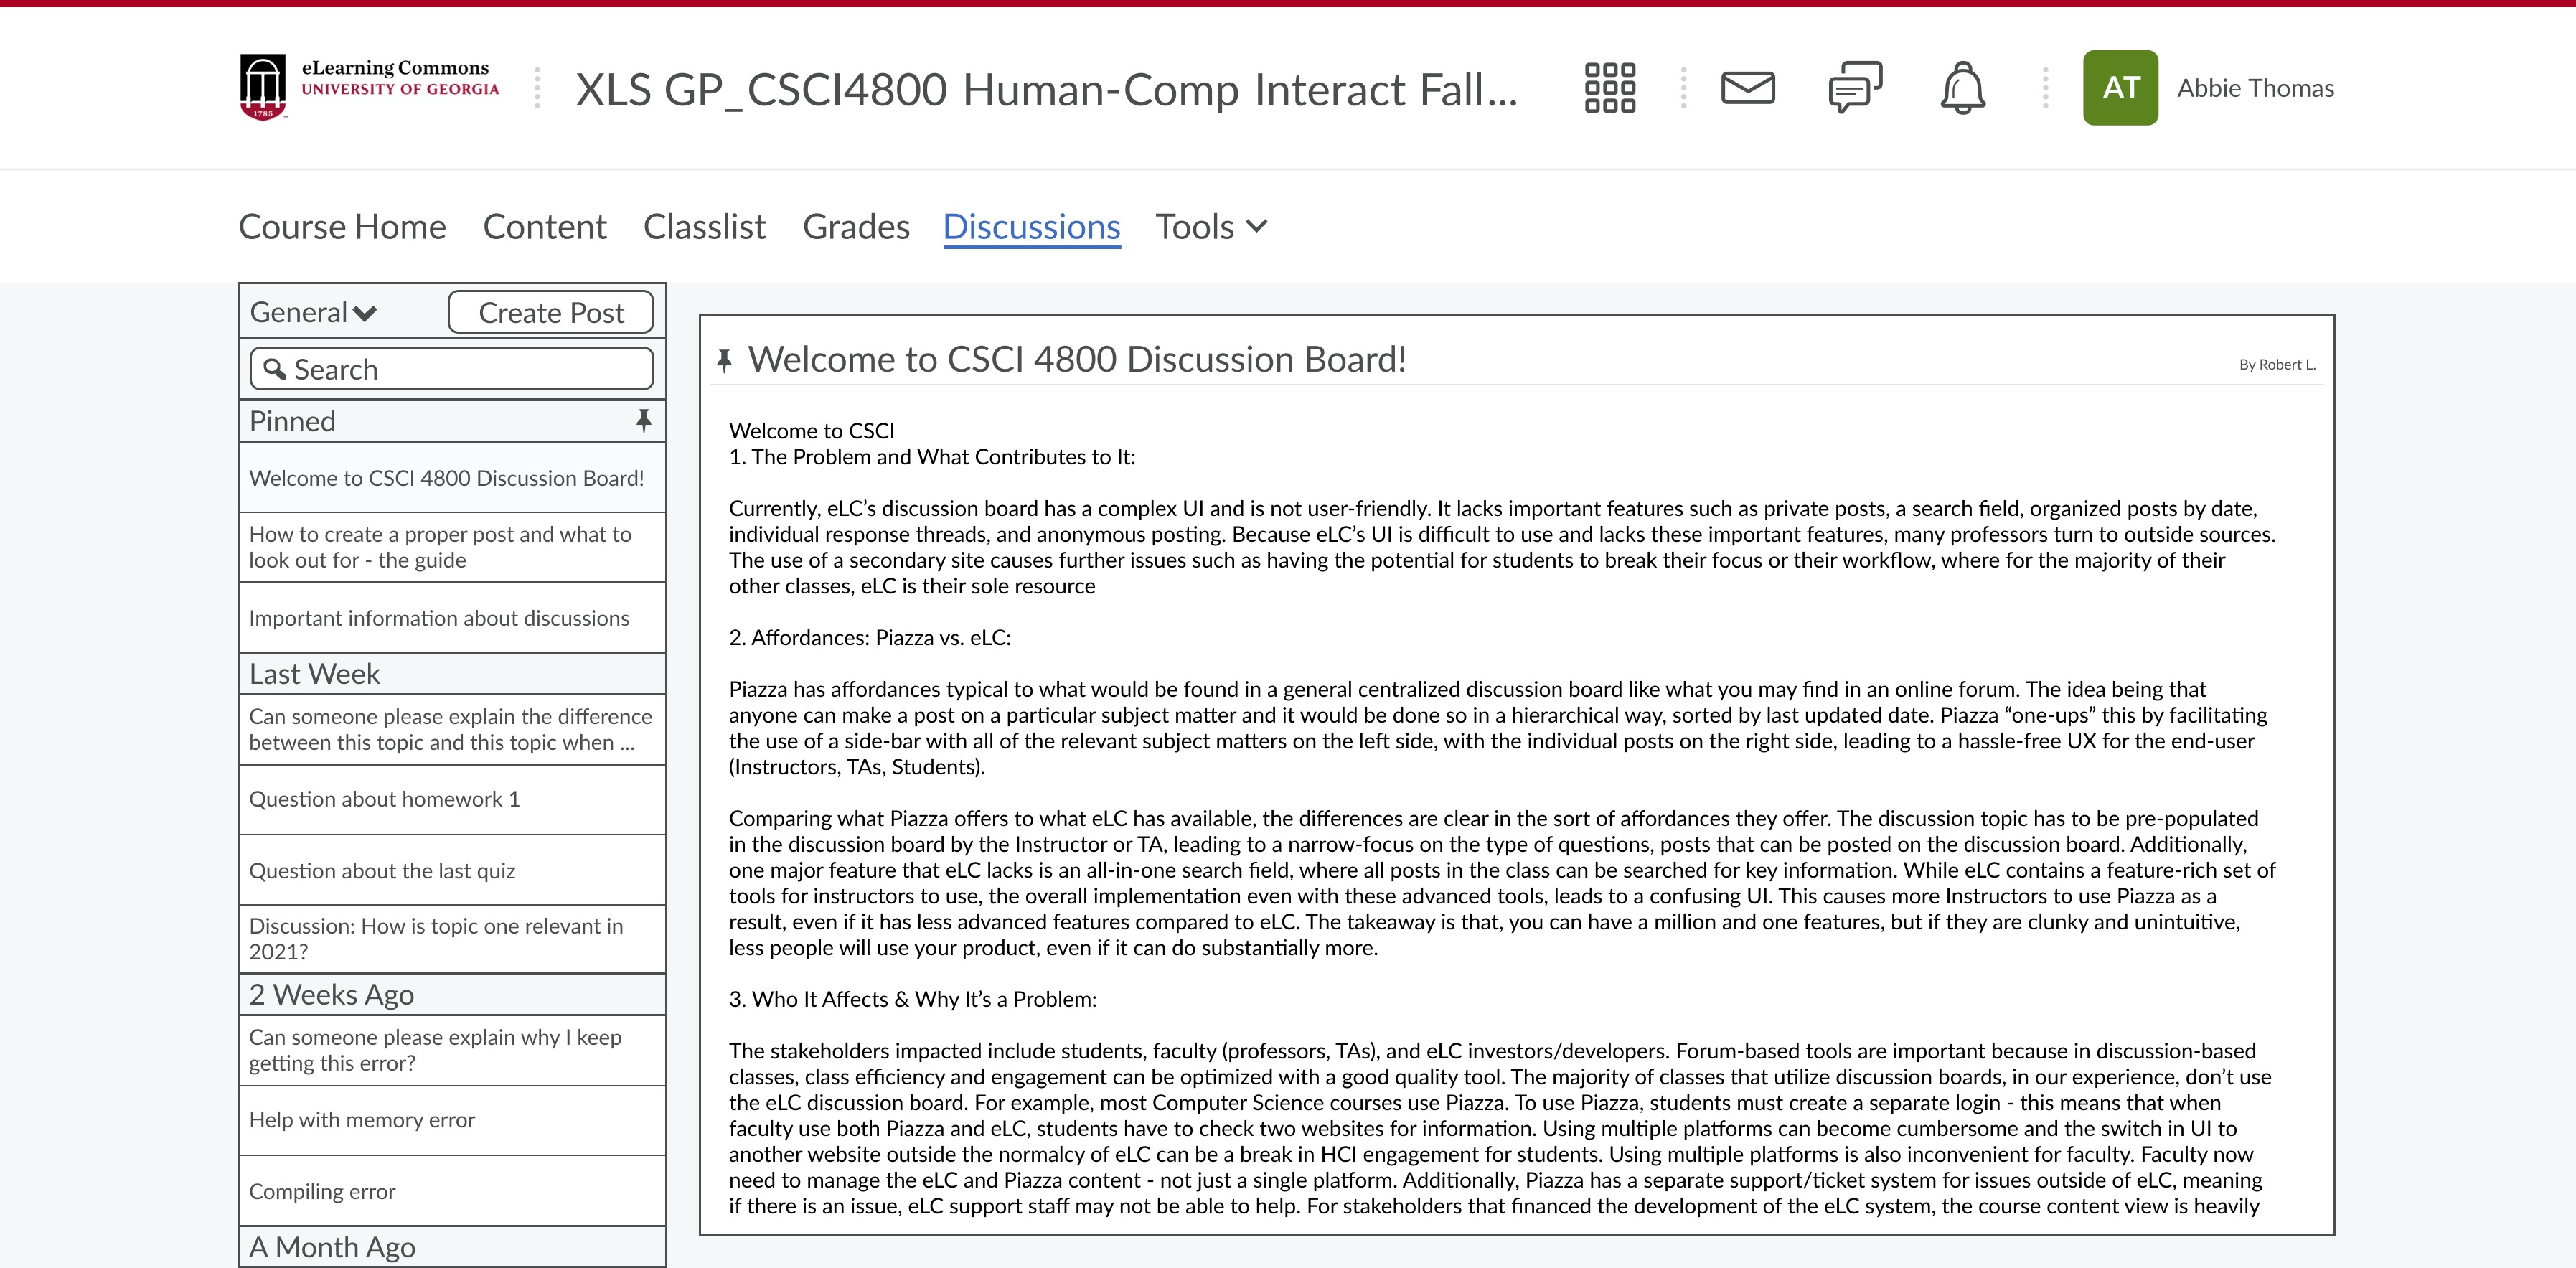 eLearning Commons
UNIVERSITY OF GEORGIA
1785
XLS GP_CSCI4800 Human-Comp Interact Fall...
AT
Abbie Thomas
Course Home
Content
Classlist
Grades
Discussions
Tools
General
Create Post
Search
Pinned
Welcome to CSCI 4800 Discussion Board!
How to create a proper post and what to
look out for - the guide
Important information about discussions
Last Week
Can someone please explain the difference
between this topic and this topic when ...
Question about homework 1
Question about the last quiz
Discussion: How is topic one relevant in
2021?
2 Weeks Ago
Can someone please explain why I keep
getting this error?
Help with memory error
Compiling error
A Month Ago
Welcome to CSCI 4800 Discussion Board!
By Robert L.
Welcome to CSCI
1. The Problem and What Contributes to It:
Currently, eLC’s discussion board has a complex UI and is not user-friendly. It lacks important features such as private posts, a search field, organized posts by date,
individual response threads, and anonymous posting. Because eLC’s UI is difficult to use and lacks these important features, many professors turn to outside sources.
The use of a secondary site causes further issues such as having the potential for students to break their focus or their workflow, where for the majority of their
other classes, eLC is their sole resource
2. Affordances: Piazza vs. eLC:
Piazza has affordances typical to what would be found in a general centralized discussion board like what you may find in an online forum. The idea being that
anyone can make a post on a particular subject matter and it would be done so in a hierarchical way, sorted by last updated date. Piazza “one-ups” this by facilitating
the use of a side-bar with all of the relevant subject matters on the left side, with the individual posts on the right side, leading to a hassle-free UX for the end-user
(Instructors, TAs, Students).
Comparing what Piazza offers to what eLC has available, the differences are clear in the sort of affordances they offer. The discussion topic has to be pre-populated
in the discussion board by the Instructor or TA, leading to a narrow-focus on the type of questions, posts that can be posted on the discussion board. Additionally,
one major feature that eLC lacks is an all-in-one search field, where all posts in the class can be searched for key information. While eLC contains a feature-rich set of
tools for instructors to use, the overall implementation even with these advanced tools, leads to a confusing UI. This causes more Instructors to use Piazza as a
result, even if it has less advanced features compared to eLC. The takeaway is that, you can have a million and one features, but if they are clunky and unintuitive,
less people will use your product, even if it can do substantially more.
3. Who It Affects & Why It’s a Problem:
The stakeholders impacted include students, faculty (professors, TAs), and eLC investors/developers. Forum-based tools are important because in discussion-based
classes, class efficiency and engagement can be optimized with a good quality tool. The majority of classes that utilize discussion boards, in our experience, don’t use
the eLC discussion board. For example, most Computer Science courses use Piazza. To use Piazza, students must create a separate login - this means that when
faculty use both Piazza and eLC, students have to check two websites for information. Using multiple platforms can become cumbersome and the switch in UI to
another website outside the normalcy of eLC can be a break in HCI engagement for students. Using multiple platforms is also inconvenient for faculty. Faculty now
need to manage the eLC and Piazza content - not just a single platform. Additionally, Piazza has a separate support/ticket system for issues outside of eLC, meaning
if there is an issue, eLC support staff may not be able to help. For stakeholders that financed the development of the eLC system, the course content view is heavily